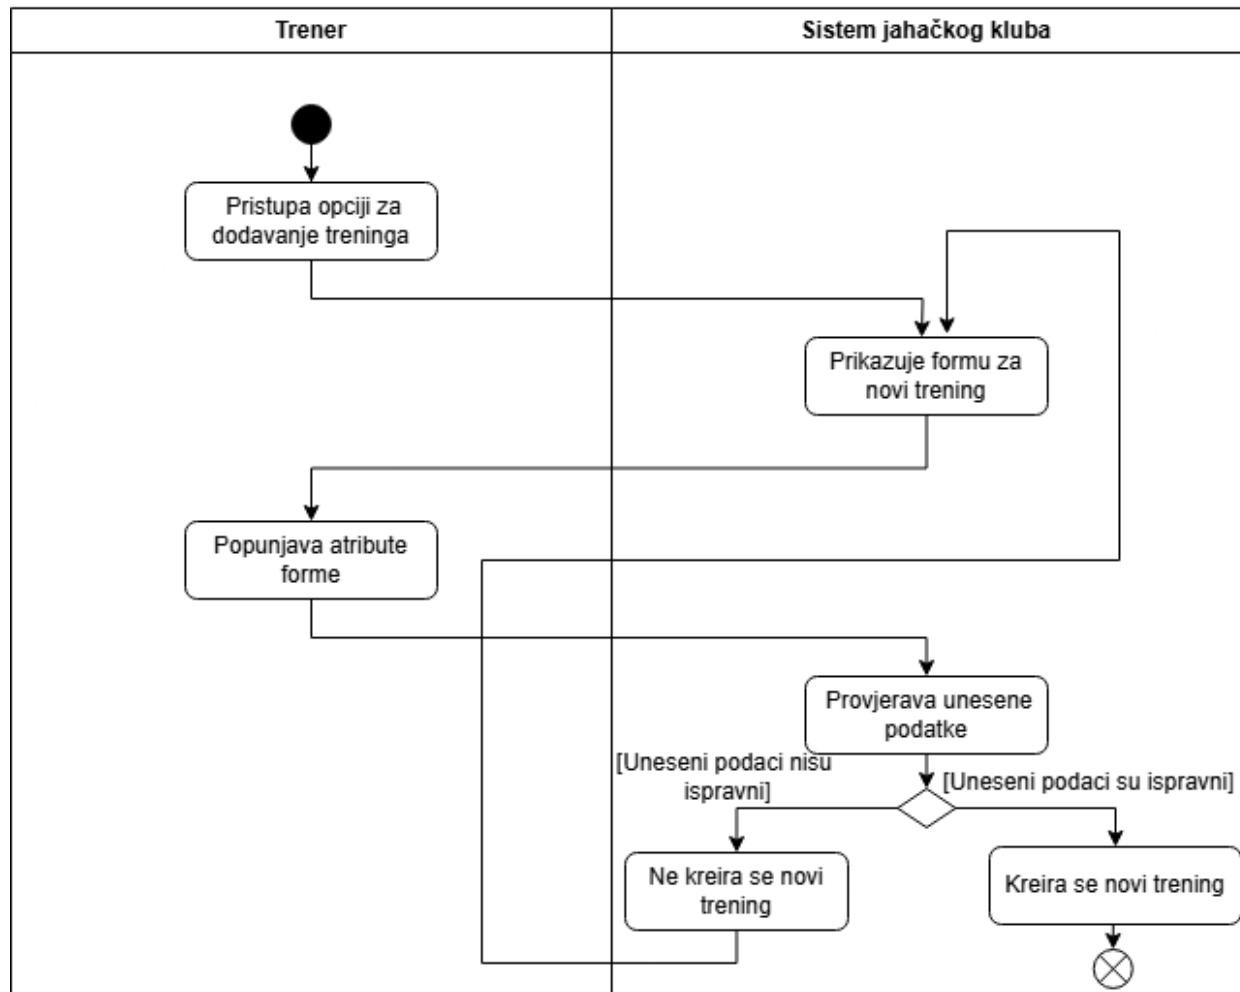 Trener
Sistem jahačkog kluba
Pristupa opciji za
dodavanje treninga
Prikazuje formu za
novi trening
Popunjava atribute
forme
Provjerava unesene
podatke
[Uneseni podaci nisu
ispravni]
[Uneseni podaci su ispravni]
Ne kreira se novi
trening
Kreira se novi trening